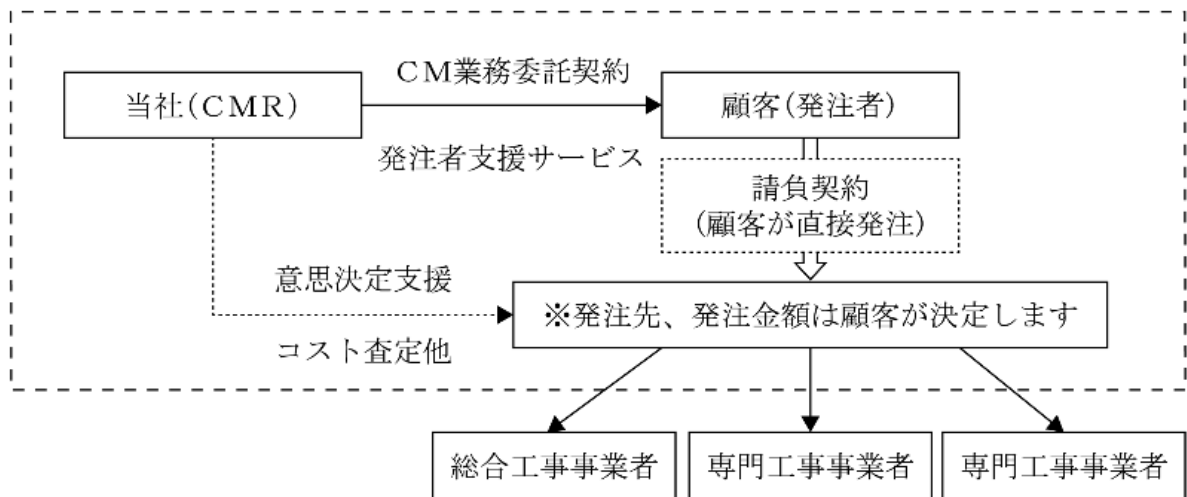 CM業務委託契約
当社(CMR)
顧客(発注者)
発注者支援サービス
請負契約
(顧客が直接発注)
意思決定支援
※発注先、発注金額は顧客が決定します
コスト査定他
総合工事事業者
専門工事事業者
専門工事事業者